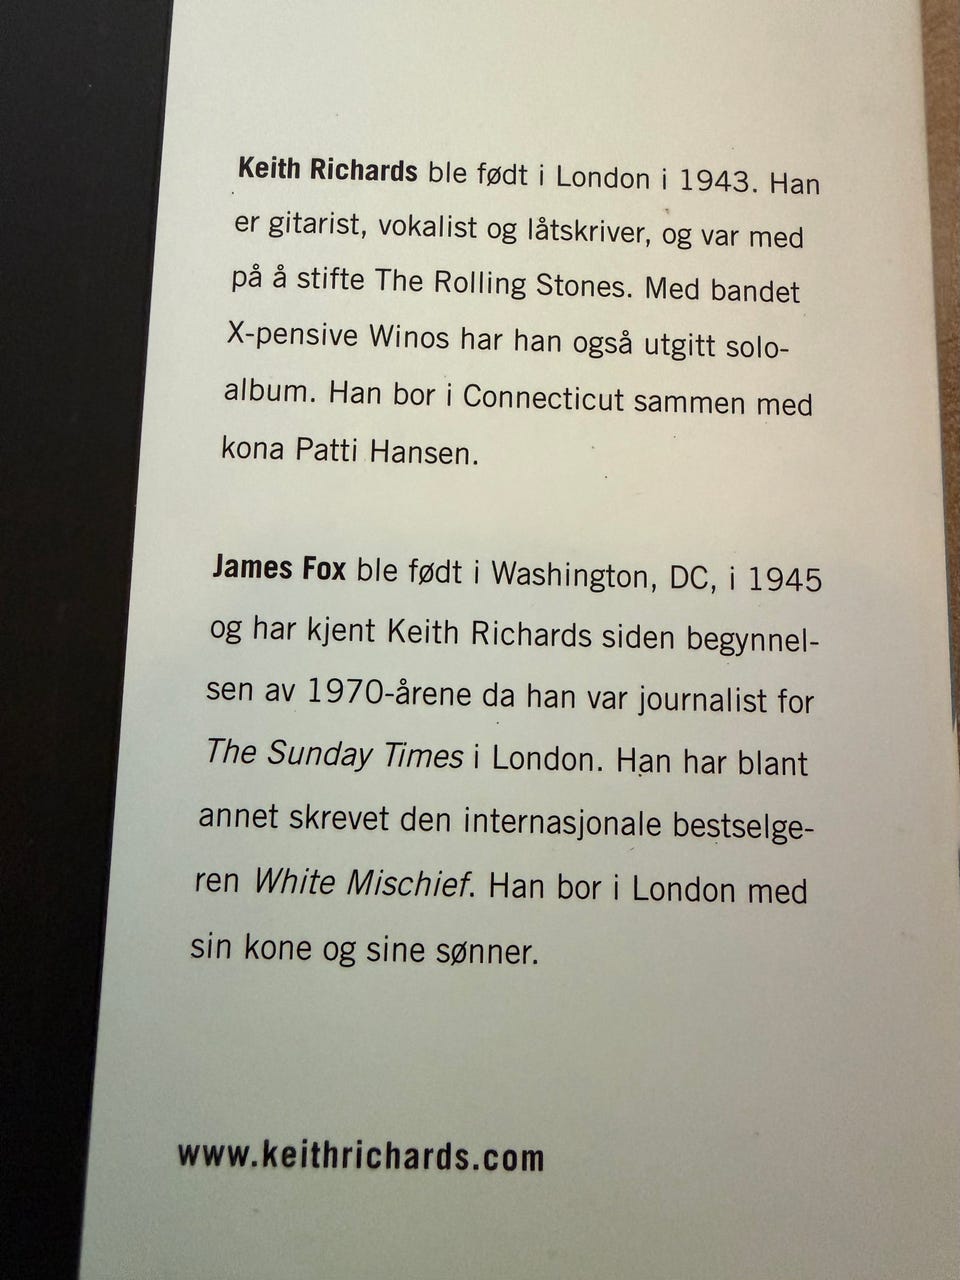 Keith Richards ble født i London i 1943. Han
er gitarist, vokalist og låtskriver, og var med
på å stifte The Rolling Stones. Med bandet
X-pensive Winos har han også utgitt solo-
album. Han bor i Connecticut sammen med
kona Patti Hansen.
James Fox ble født i Washington, DC, i 1945
og har kjent Keith Richards siden begynnel-
sen av 1970-årene da han var journalist for
The Sunday Times i London. Han har blant
annet skrevet den internasjonale bestselge-
ren White Mischief. Han bor i London med
sin kone og sine sønner.
www.keithrichards.com